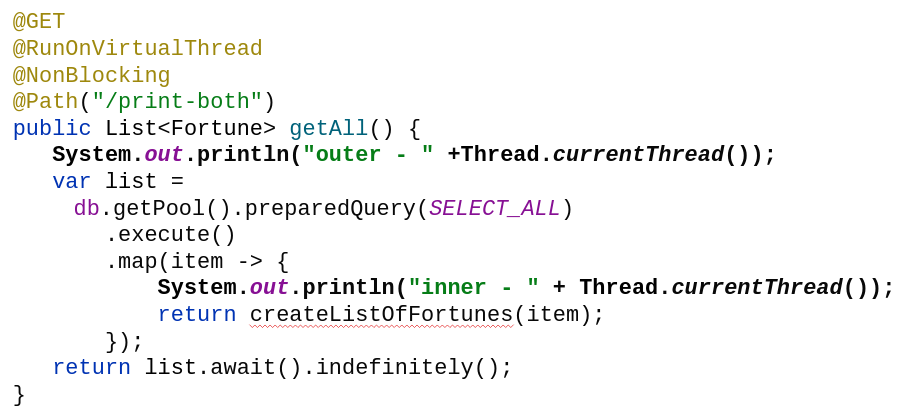 @GET
@RunOnVirtualThread
@NonBlocking
@Path("/print-both")
public List<Fortune> getAll() {
System.out.println("outer - " +Thread.currentThread());
var list =
db.getPool().preparedQuery(SELECT_ALL)
.execute()
.map(item -> {
System.out.println("inner - " + Thread.currentThread());
return createListOfFortunes(item);
});
return list.await().indefinitely();
}